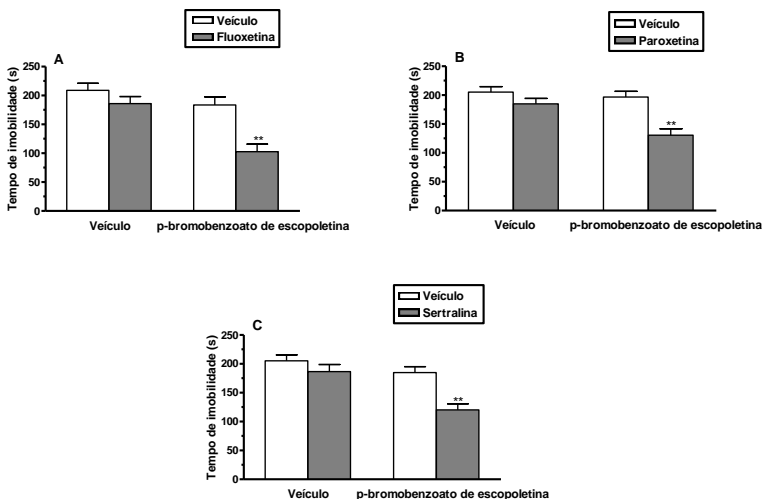 Veículo
Fluoxetina
A
Tempo de imobilidade (s)
250
200
150
100
50
0
**
Veículo
p-bromobenzoato de escopoletina
Veículo
Paroxetina
B
Tempo de imobilidade (s)
250
200
150
100
50
0
**
Veículo
p-bromobenzoato de escopoletina
Veículo
Sertralina
C
Tempo de imobilidade (s)
250
200
150
100
50
0
**
Veículo
p-bromobenzoato de escopoletina